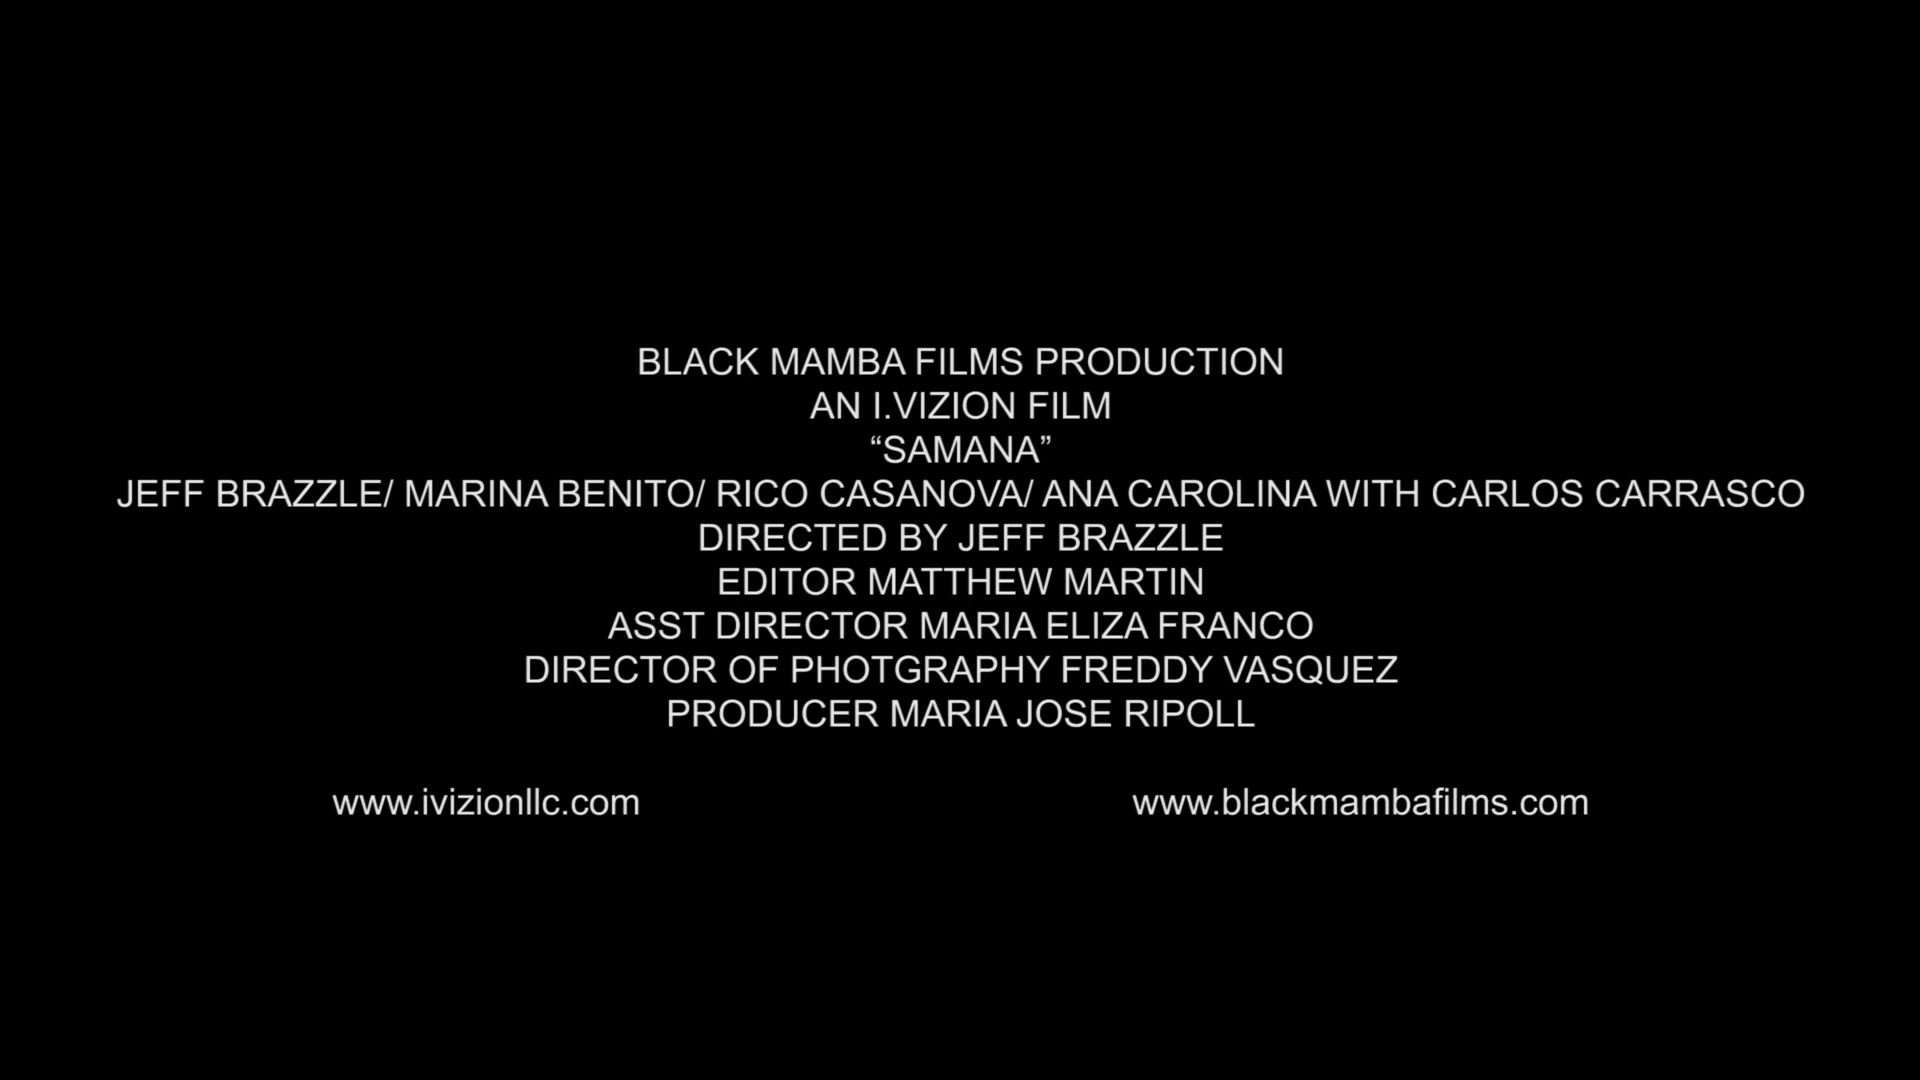 BLACK MAMBA FILMS PRODUCTION
AN I.VIZION FILM
“SAMANA”
JEFF BRAZZLE/ MARINA BENITO/ RICO CASANOVA/ ANA CAROLINA WITH CARLOS CARRASCO
DIRECTED BY JEFF BRAZZLE
EDITOR MATTHEW MARTIN
ASST DIRECTOR MARIA ELIZA FRANCO
DIRECTOR OF PHOTGRAPHY FREDDY VASQUEZ
PRODUCER MARIA JOSE RIPOLL
www.ivizionllc.com www.blackmambafilms.com